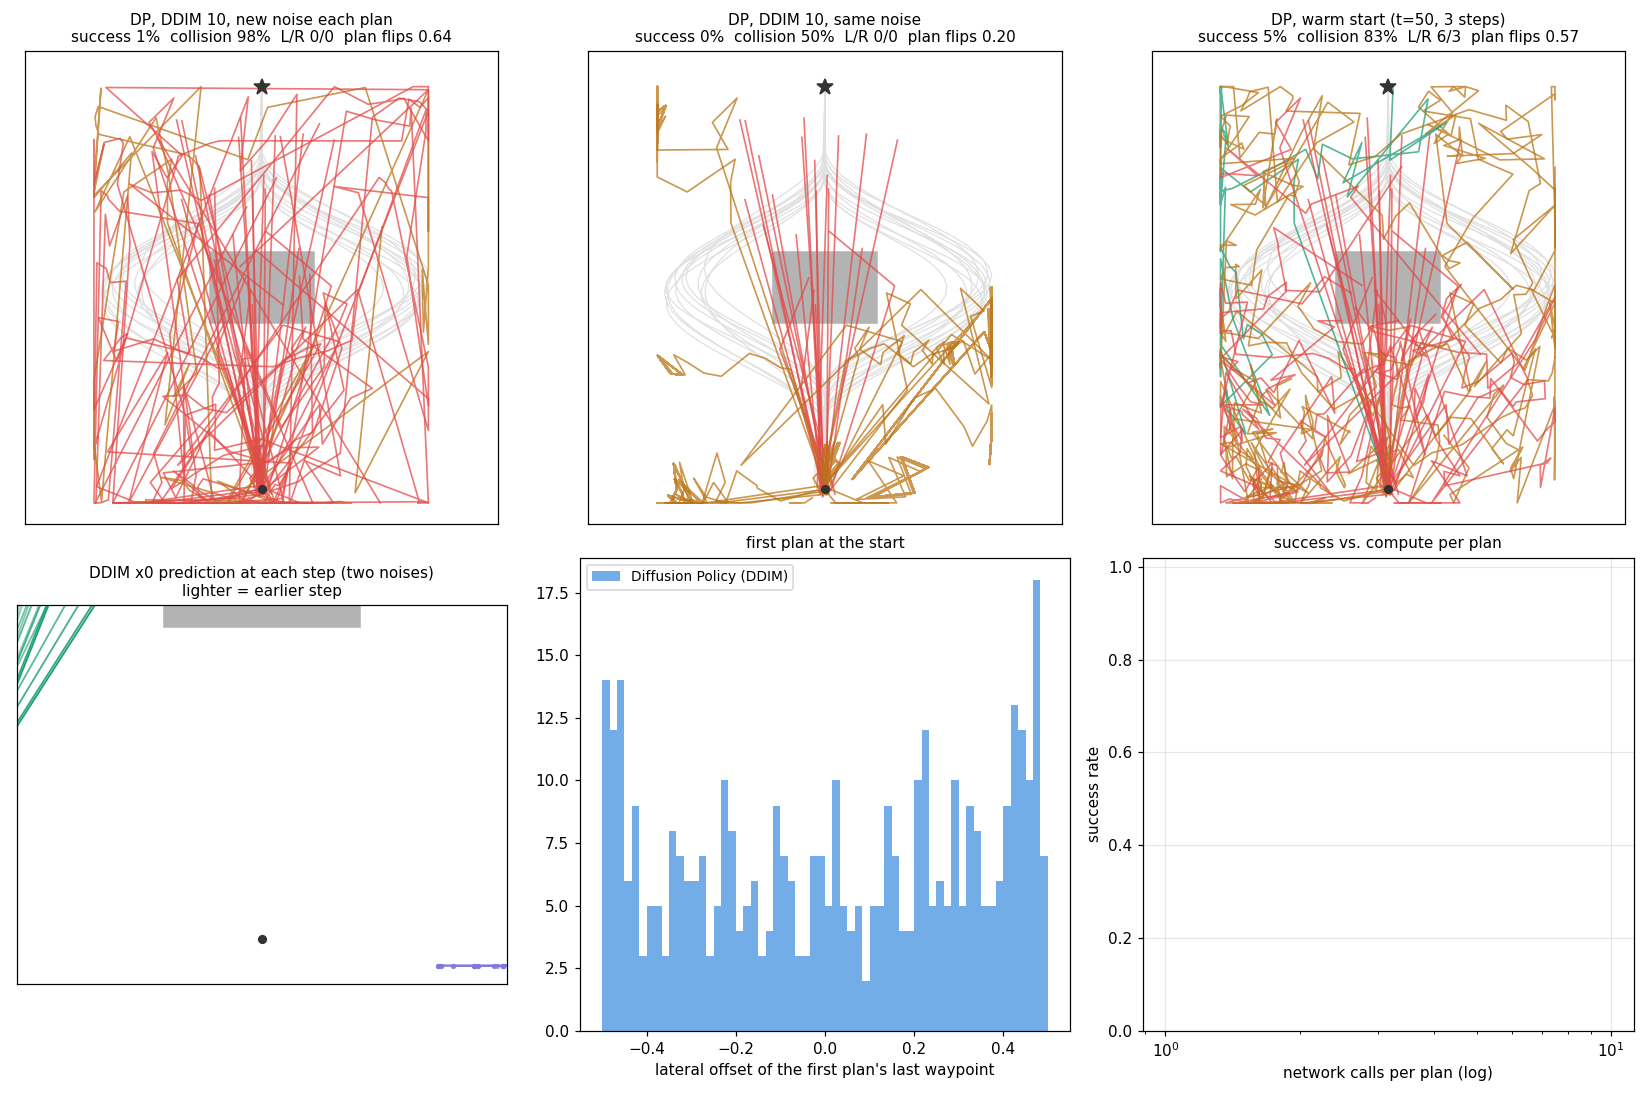 DP, DDIM 10, new noise each plan
success 1%  collision 98%  L/R 0/0  plan flips 0.64
DP, DDIM 10, same noise
success 0%  collision 50%  L/R 0/0  plan flips 0.20
DP, warm start (t=50, 3 steps)
success 5%  collision 83%  L/R 6/3  plan flips 0.57
DDIM x0 prediction at each step (two noises)
lighter = earlier step
first plan at the start
Diffusion Policy (DDIM)
17.5
15.0
12.5
10.0
7.5
5.0
2.5
0.0
−0.4
−0.2
0.0
0.2
0.4
lateral offset of the first plan's last waypoint
success vs. compute per plan
success rate
1.0
0.8
0.6
0.4
0.2
0.0
10⁰
10¹
network calls per plan (log)